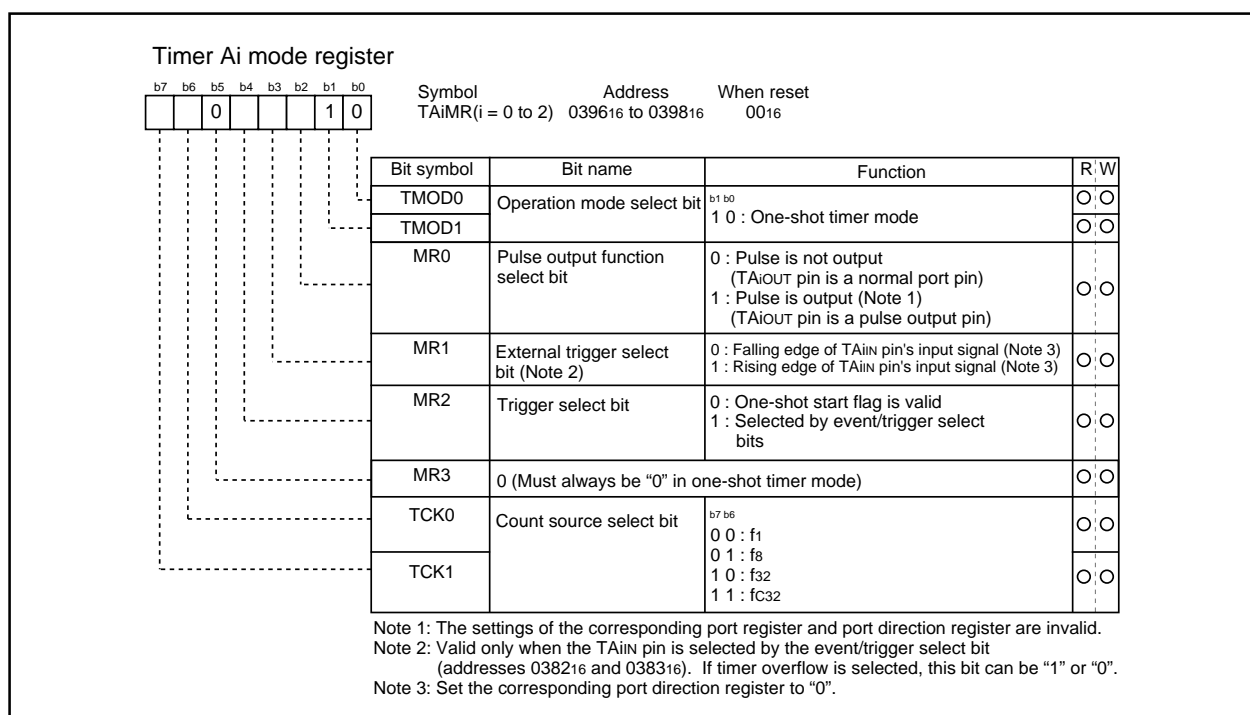 Timer Ai mode register
b7 b6 b5 b4 b3 b2 b1 b0
0 1 0
Symbol Address When reset
TAiMR(i = 0 to 2) 039616 to 039816 0016
Bit symbol Bit name Function R W
TMOD0 Operation mode select bit b1 b0
1 0 : One-shot timer mode
TMOD1
MR0 Pulse output function select bit 0 : Pulse is not output
(TAiOUT pin is a normal port pin)
1 : Pulse is output (Note 1)
(TAiOUT pin is a pulse output pin)
MR1 External trigger select bit (Note 2) 0 : Falling edge of TAiIN pin's input signal (Note 3)
1 : Rising edge of TAiIN pin's input signal (Note 3)
MR2 Trigger select bit 0 : One-shot start flag is valid
1 : Selected by event/trigger select
bits
MR3 0 (Must always be “0” in one-shot timer mode)
TCK0 Count source select bit b7 b6
0 0 : f1
0 1 : f8
TCK1 1 0 : f32
1 1 : fC32
Note 1: The settings of the corresponding port register and port direction register are invalid.
Note 2: Valid only when the TAiIN pin is selected by the event/trigger select bit
(addresses 038216 and 038316). If timer overflow is selected, this bit can be “1” or “0”.
Note 3: Set the corresponding port direction register to “0”.